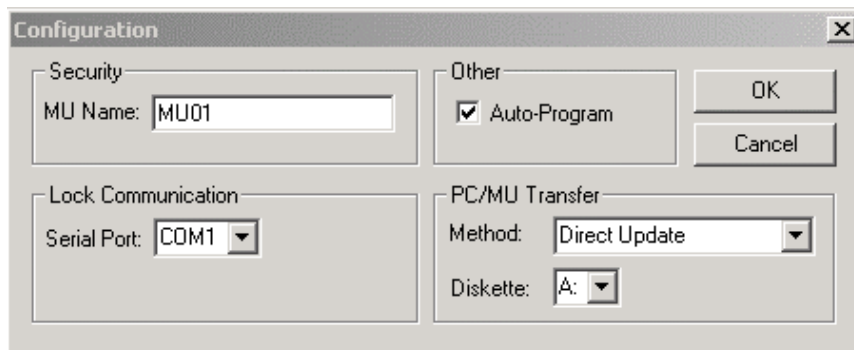 Configuration
Security
MU Name: MU01
Other
Auto-Program
OK
Cancel
Lock Communication
Serial Port: COM1
PC/MU Transfer
Method: Direct Update
Diskette: A: